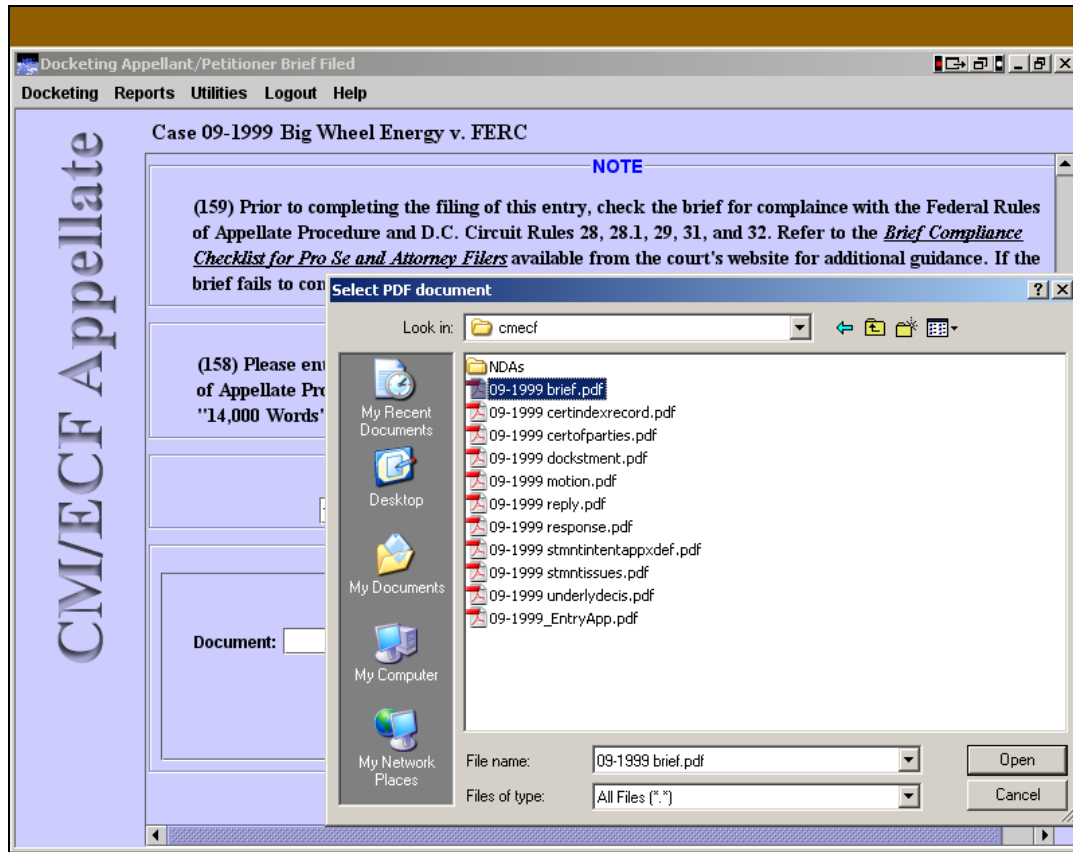 Docketing Appellant/Petitioner Brief Filed
Docketing Reports Utilities Logout Help
CM/ECF Appellate
Case 09-1999 Big Wheel Energy v. FERC
NOTE
(159) Prior to completing the filing of this entry, check the brief for complaince with the Federal Rules
of Appellate Procedure and D.C. Circuit Rules 28, 28.1, 29, 31, and 32. Refer to the Brief Compliance
Checklist for Pro Se and Attorney Filers available from the court's website for additional guidance. If the
brief fails to con
(158) Please ent
of Appellate Pro
"14,000 Words"
Document:
Select PDF document
Look in: cmecf
My Recent
Documents
Desktop
My Documents
My Computer
My Network
Places
NDAs
09-1999 brief.pdf
09-1999 certindexrecord.pdf
09-1999 certofparties.pdf
09-1999 dockstment.pdf
09-1999 motion.pdf
09-1999 reply.pdf
09-1999 response.pdf
09-1999 stmntintentappxdef.pdf
09-1999 stmntissues.pdf
09-1999 underlydecis.pdf
09-1999_EntryApp.pdf
File name: 09-1999 brief.pdf Open
Files of type: All Files (*.*) Cancel